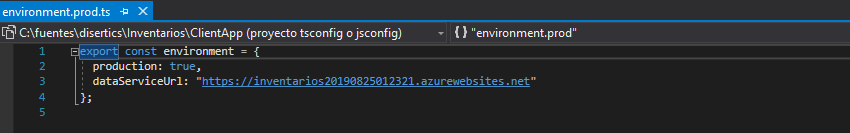 environment.prod.ts
C:\fuentes\disertics\Inventarios\ClientApp (proyecto tsconfig o jsconfig) {} "environment.prod"
1 export const environment = {
2 production: true,
3 dataServiceUrl: "https://inventarios20190825012321.azurewebsites.net"
4 };
5